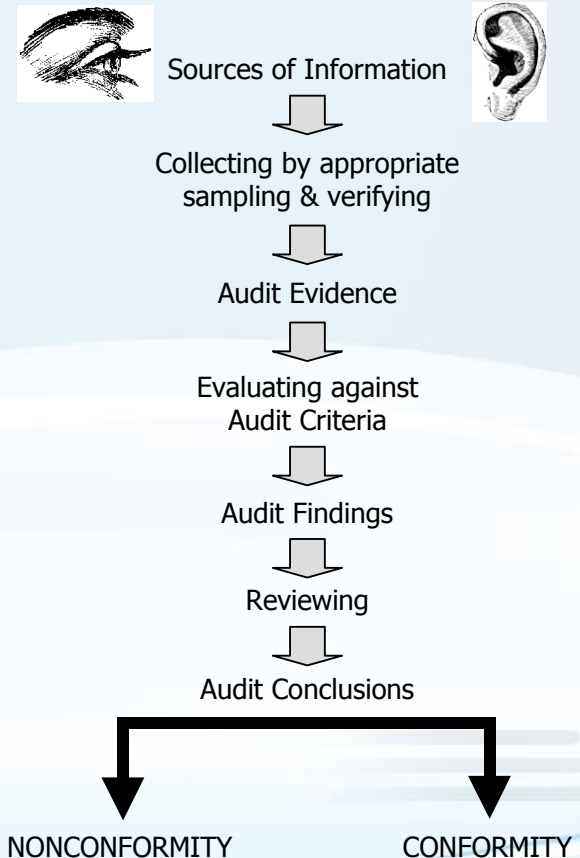 Sources of Information
Collecting by appropriate
sampling & verifying
Audit Evidence
Evaluating against
Audit Criteria
Audit Findings
Reviewing
Audit Conclusions
NONCONFORMITY
CONFORMITY